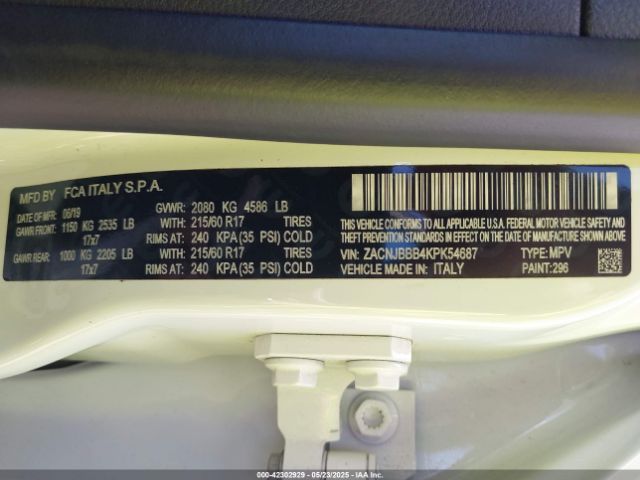 MFD BY FCA ITALY S.P.A.
DATE OF MFR: 06/19 GVWR: 2080 KG 4586 LB
GAWR FRONT: 1150 KG 2535 LB WITH: 215/60 R17 TIRES
17x7 RIMS AT: 240 KPA (35 PSI) COLD
GAWR REAR: 1000 KG 2205 LB WITH: 215/60 R17 TIRES
17x7 RIMS AT: 240 KPA (35 PSI) COLD
THIS VEHICLE CONFORMS TO ALL APPLICABLE U.S.A. FEDERAL MOTOR VEHICLE SAFETY AND
THEFT PREVENTION STANDARDS IN EFFECT ON THE DATE OF MANUFACTURE SHOWN ABOVE.
VIN: ZACNJBBB4KPK54687 TYPE: MPV
VEHICLE MADE IN: ITALY PAINT: 296
000-42302929 - 05/23/2025 - IAAI.COM